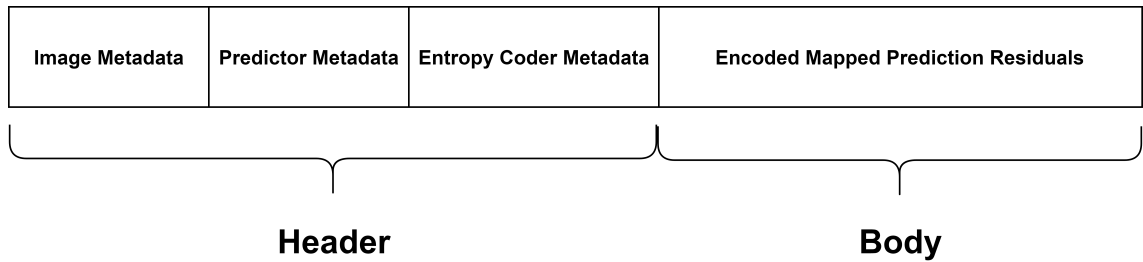 Image Metadata
Predictor Metadata
Entropy Coder Metadata
Encoded Mapped Prediction Residuals
Header
Body